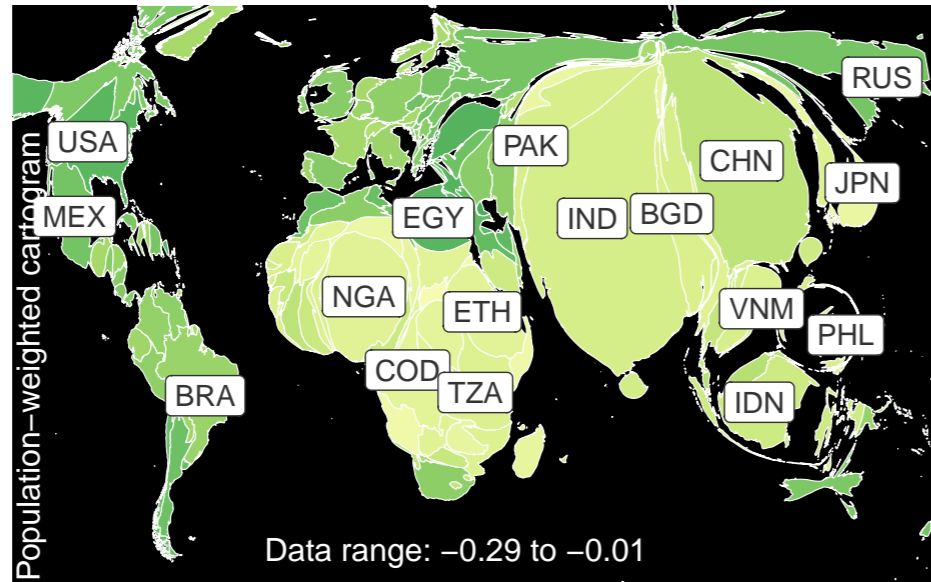 RUS
USA
PAK
CHN
JPN
MEX
EGY
IND
BGD
NGA
ETH
VNM
PHL
COD
TZA
BRA
IDN
Population−weighted cartogram
Data range: −0.29 to −0.01